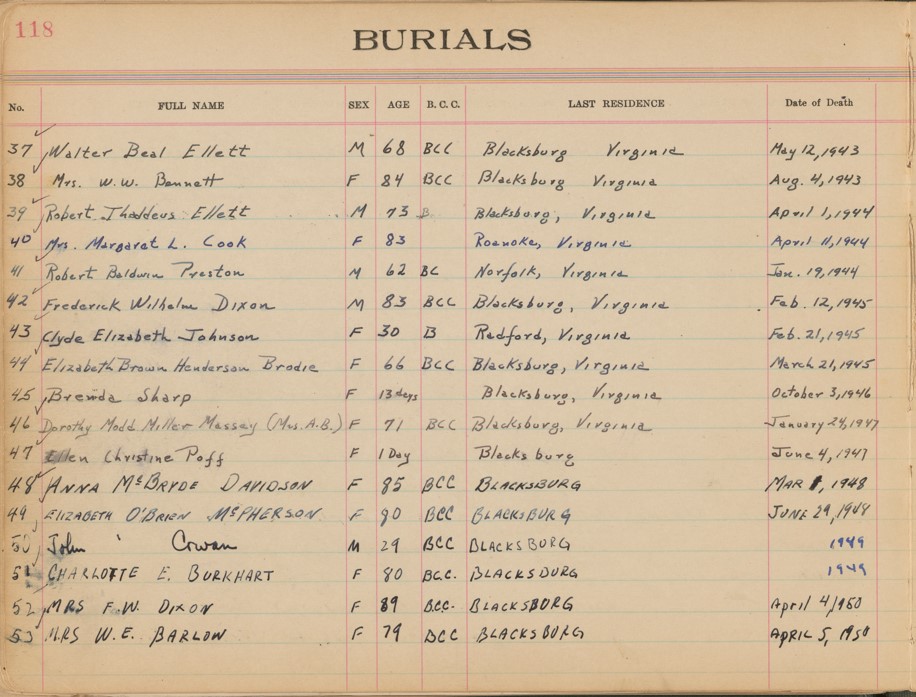 118
BURIALS
No. FULL NAME SEX AGE B. C. C. LAST RESIDENCE Date of Death
37 Walter Beal Ellett M 68 BCC Blacksburg Virginia May 12, 1943
38 Mrs. W. W. Bennett F 84 BCC Blacksburg Virginia Aug. 4, 1943
39 Robert Thaddeus Ellett M 73 B Blacksburg, Virginia April 1, 1944
40 Mrs. Margaret L. Cook F 83 Roanoke, Virginia April 11, 1944
41 Robert Baldwin Preston M 62 BC Norfolk, Virginia Jan. 19, 1944
42 Frederick Wilhelm Dixon M 83 BCC Blacksburg, Virginia Feb. 12, 1945
43 Clyde Elizabeth Johnson F 30 B Radford, Virginia Feb. 21, 1945
44 Elizabeth Brown Henderson Brodie F 66 BCC Blacksburg, Virginia March 21, 1945
45 Brenda Sharp F 13 days Blacksburg, Virginia October 3, 1946
46 Dorothy Modd Miller Massey (Mrs. A.B.) F 71 BCC Blacksburg, Virginia January 24, 1947
47 Ellen Christine Poff F 1 Day Blacksburg June 4, 1947
48 ANNA McBRYDE DAVIDSON F 85 BCC BLACKSBURG MAR 1, 1948
49 ELIZABETH O'BRIEN McPHERSON F 80 BCC BLACKSBURG JUNE 29, 1948
50 John Cowan M 29 BCC BLACKSBURG 1949
51 CHARLOTTE E. BURKHART F 80 BCC. BLACKSBURG 1949
52 MRS F. W. DIXON F 89 BCC. BLACKSBURG April 4/1950
53 MRS W. E. BARLOW F 79 BCC BLACKSBURG APRIL 5, 1950